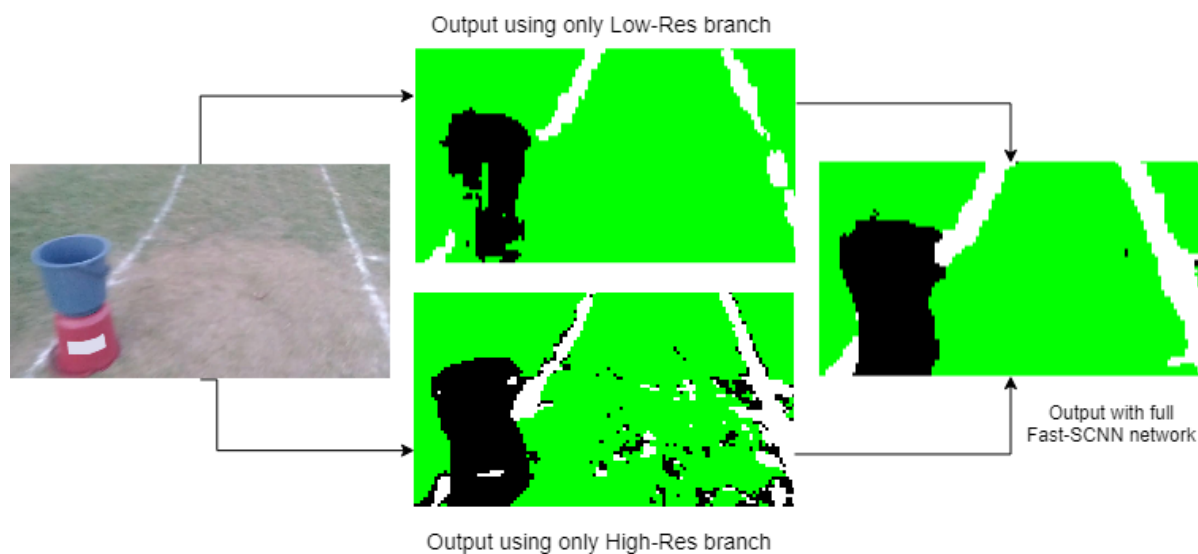 Output using only Low-Res branch
Output with full
Fast-SCNN network
Output using only High-Res branch